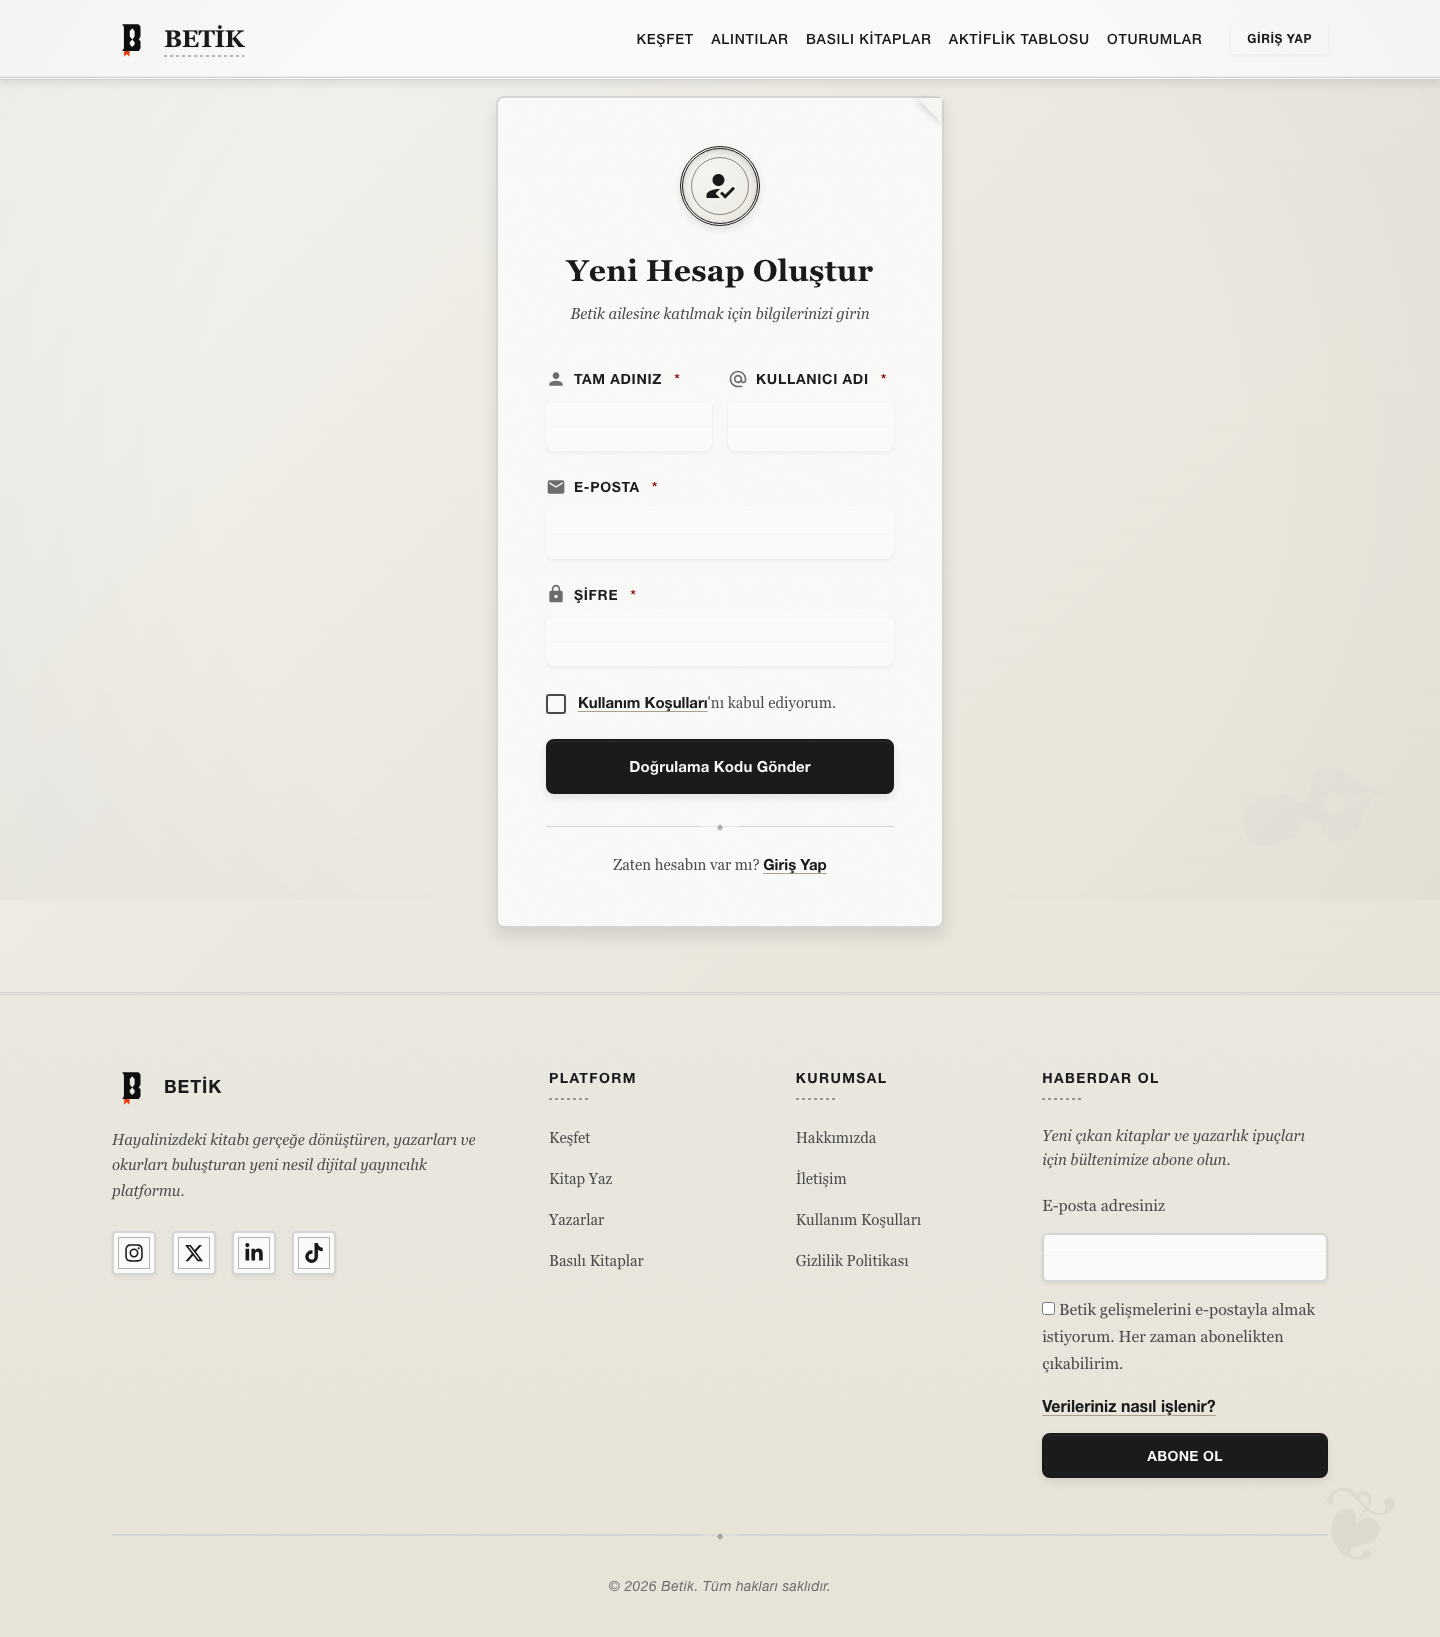 BETİK
KEŞFET ALINTILAR BASILI KİTAPLAR AKTİFLİK TABLOSU OTURUMLAR GİRİŞ YAP
Yeni Hesap Oluştur
Betik ailesine katılmak için bilgilerinizi girin
TAM ADINIZ * KULLANICI ADI *
E-POSTA *
ŞİFRE *
Kullanım Koşulları'nı kabul ediyorum.
Doğrulama Kodu Gönder
Zaten hesabın var mı? Giriş Yap
BETİK
Hayalinizdeki kitabı gerçeğe dönüştüren, yazarları ve
okurları buluşturan yeni nesil dijital yayıncılık
platformu.
PLATFORM
Keşfet
Kitap Yaz
Yazarlar
Basılı Kitaplar
KURUMSAL
Hakkımızda
İletişim
Kullanım Koşulları
Gizlilik Politikası
HABERDAR OL
Yeni çıkan kitaplar ve yazarlık ipuçları
için bültenimize abone olun.
E-posta adresiniz
Betik gelişmelerini e-postayla almak
istiyorum. Her zaman abonelikten
çıkabilirim.
Verileriniz nasıl işlenir?
ABONE OL
© 2026 Betik. Tüm hakları saklıdır.